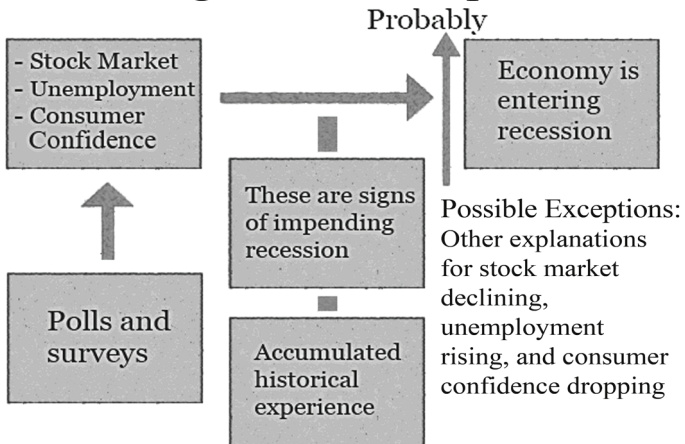 Probably
- Stock Market
- Unemployment
- Consumer
Confidence
Economy is
entering
recession
These are signs
of impending
recession
Possible Exceptions:
Other explanations
for stock market
declining,
unemployment
rising, and consumer
confidence dropping
Polls and
surveys
Accumulated
historical
experience